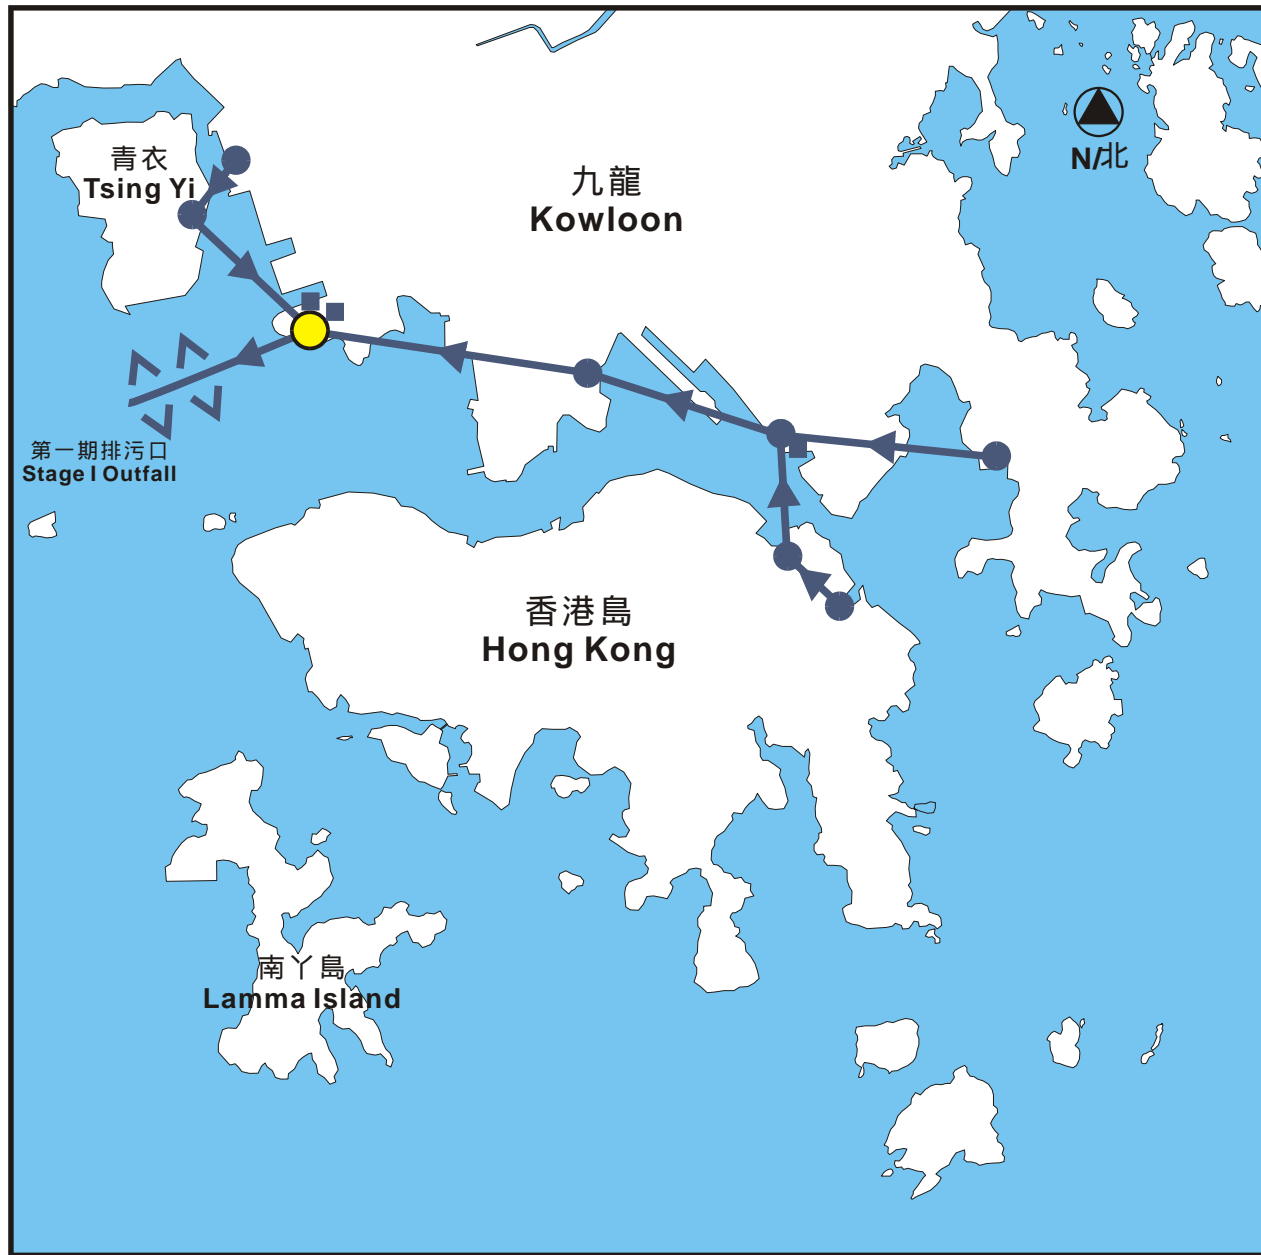 青衣
Tsing Yi
九龍
Kowloon
N/北
第一期排污口
Stage I Outfall
香港島
Hong Kong
南丫島
Lamma Island